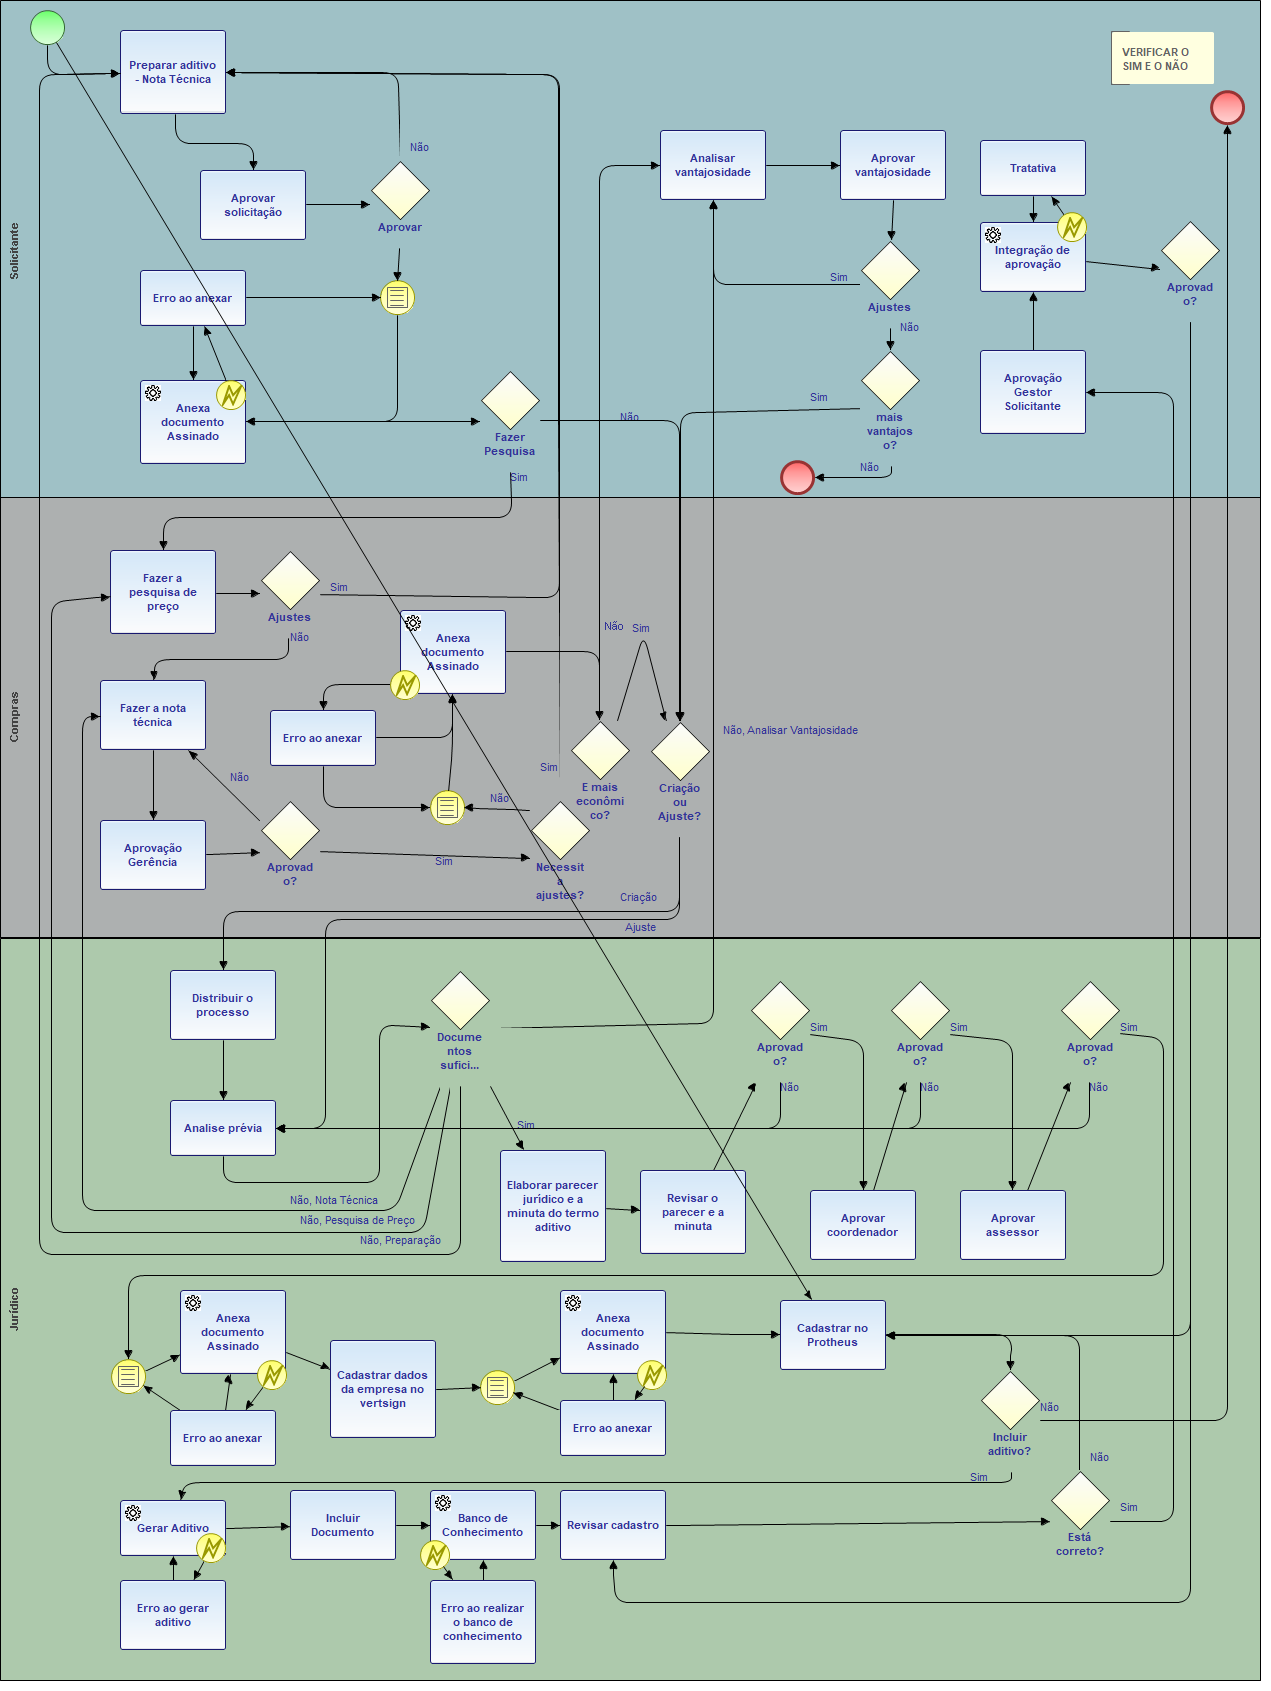 Solicitante
Preparar aditivo
- Nota Técnica
VERIFICAR O
SIM E O NÃO
Não
Analisar
vantajosidade
Aprovar
vantajosidade
Tratativa
Aprovar
solicitação
Aprovar
Integração de
aprovação
Aprovad
o?
Sim
Ajustes
Não
Erro ao anexar
Anexa
documento
Assinado
Fazer
Pesquisa
Não
Sim
Sim
mais
vantajos
o?
Não
Aprovação
Gestor
Solicitante
Compras
Fazer a
pesquisa de
preço
Ajustes
Sim
Não
Anexa
documento
Assinado
Não
Sim
Fazer a nota
técnica
Erro ao anexar
Não, Analisar Vantajosidade
Não
Sim
Não
E mais
econômi
co?
Criação
ou
Ajuste?
Aprovação
Gerência
Aprovad
o?
Sim
Necessit
a
ajustes?
Criação
Ajuste
Jurídico
Distribuir o
processo
Docume
ntos
sufici...
Aprovad
o?
Sim
Não
Aprovad
o?
Sim
Não
Aprovad
o?
Sim
Não
Analise prévia
Sim
Não, Nota Técnica
Não, Pesquisa de Preço
Não, Preparação
Elaborar parecer
jurídico e a
minuta do termo
aditivo
Revisar o
parecer e a
minuta
Aprovar
coordenador
Aprovar
assessor
Anexa
documento
Assinado
Cadastrar dados
da empresa no
vertsign
Anexa
documento
Assinado
Cadastrar no
Protheus
Erro ao anexar
Erro ao anexar
Incluir
aditivo?
Não
Sim
Não
Gerar Aditivo
Incluir
Documento
Banco de
Conhecimento
Revisar cadastro
Está
correto?
Sim
Erro ao gerar
aditivo
Erro ao realizar
o banco de
conhecimento